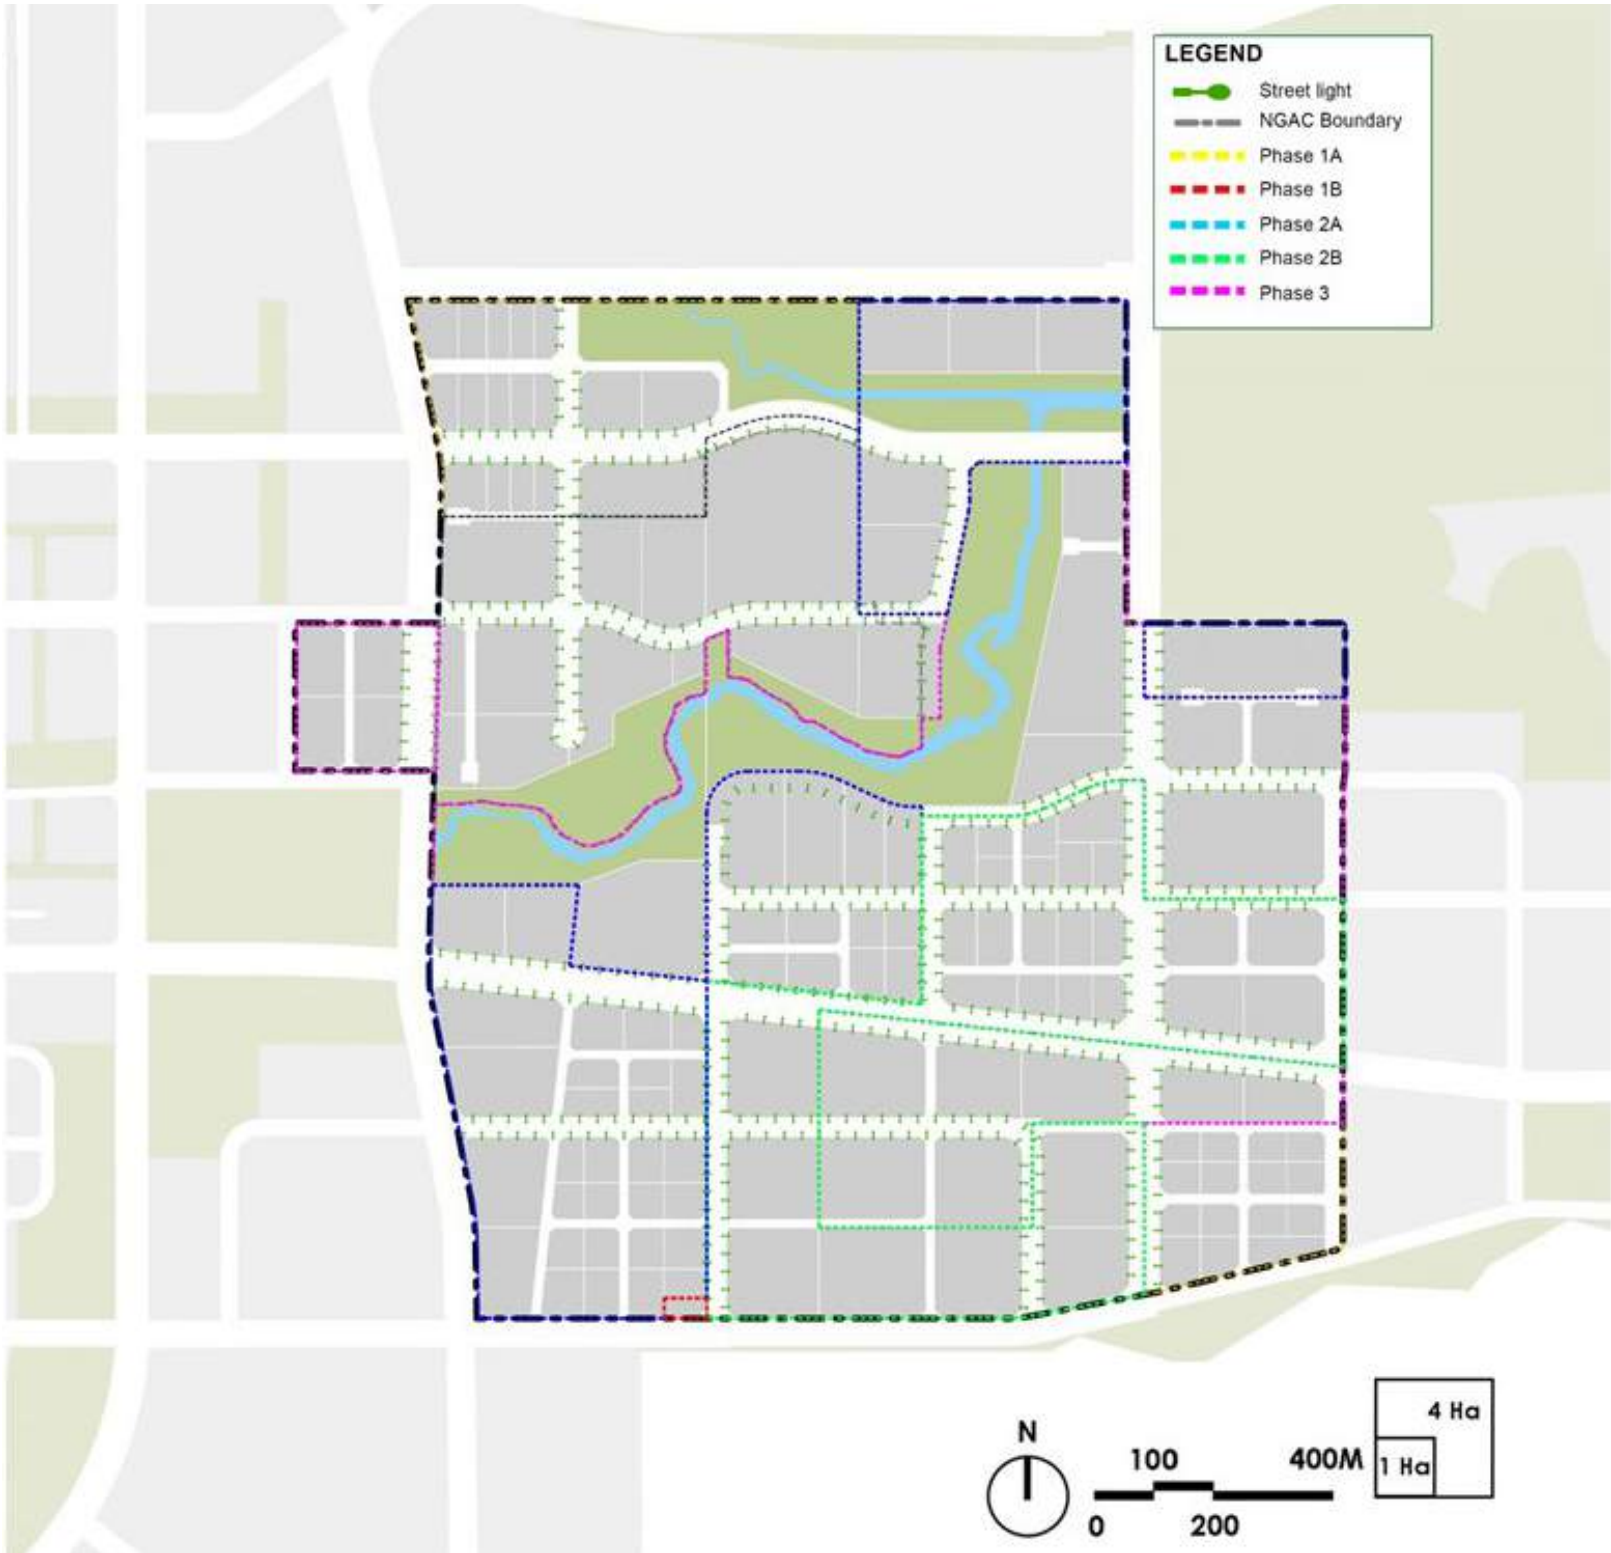 LEGEND
Street light
NGAC Boundary
Phase 1A
Phase 1B
Phase 2A
Phase 2B
Phase 3
N
100
400M
0
200
4 Ha
1 Ha